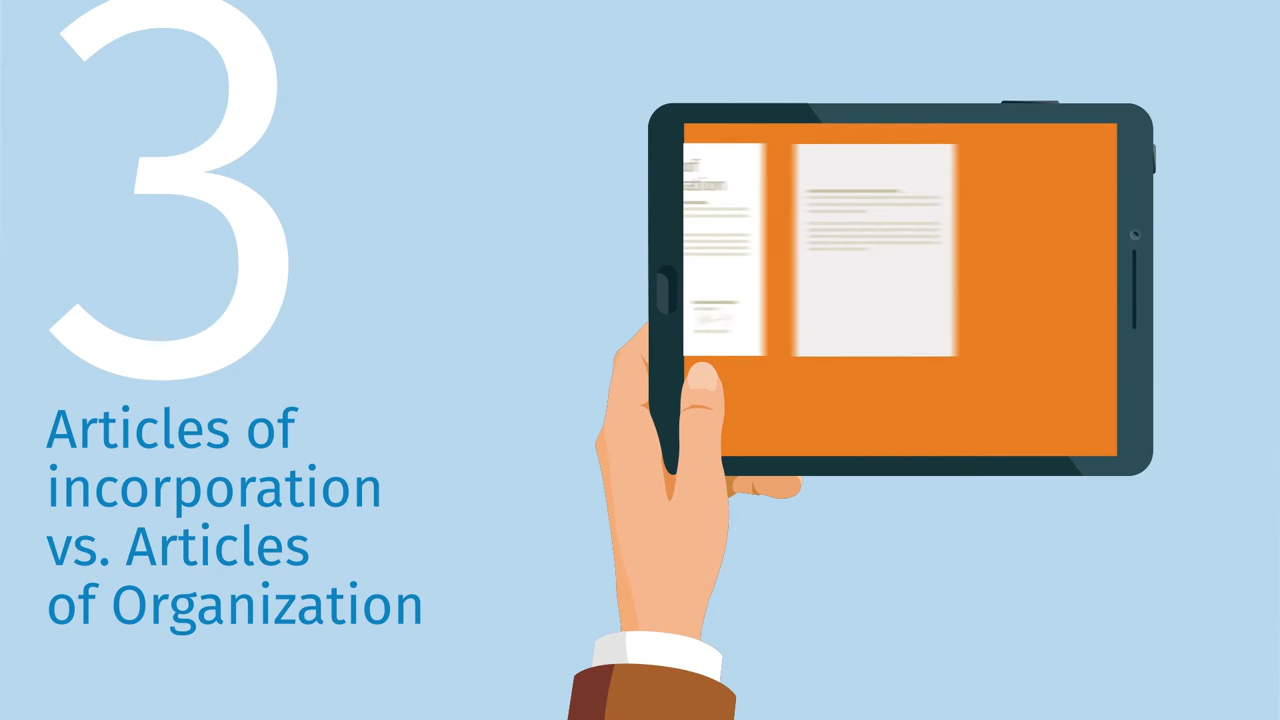 3
Articles of
incorporation
vs. Articles
of Organization